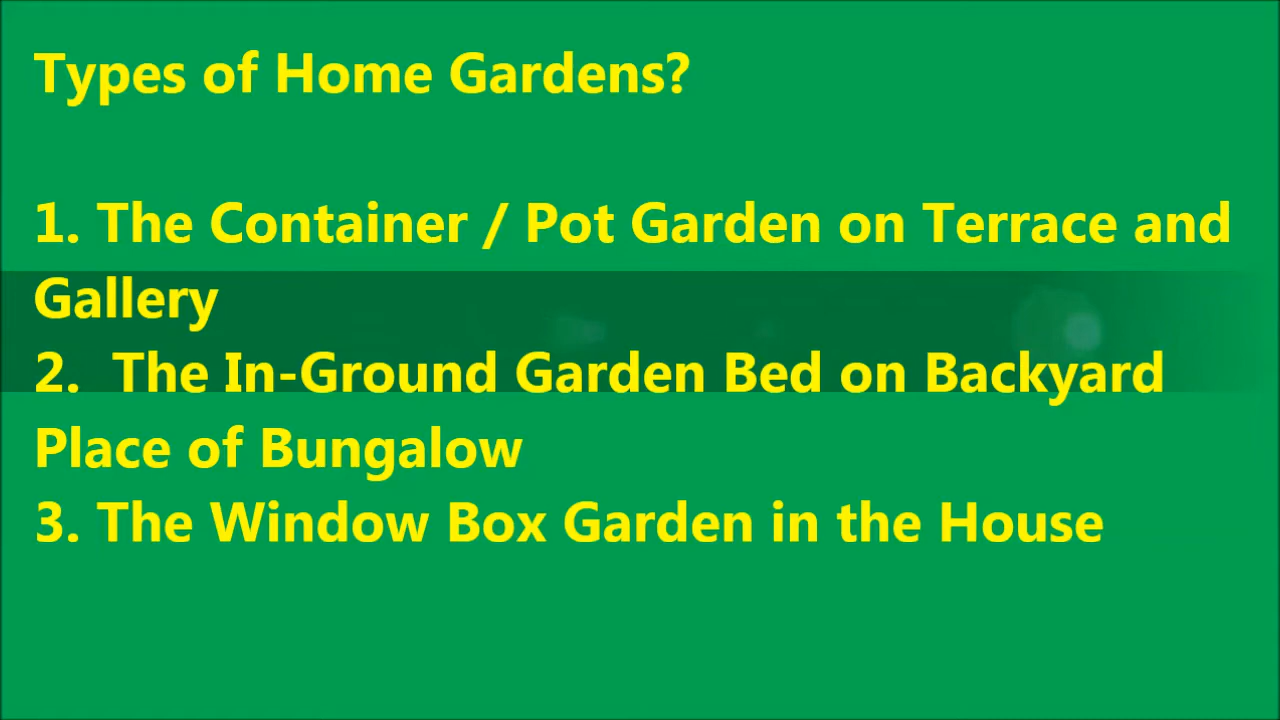 Types of Home Gardens?
1. The Container / Pot Garden on Terrace and
Gallery
2.  The In-Ground Garden Bed on Backyard
Place of Bungalow
3. The Window Box Garden in the House